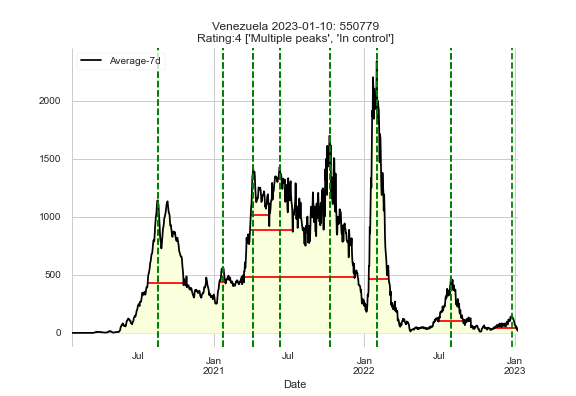 Venezuela 2023-01-10: 550779
Rating:4 ['Multiple peaks', 'In control']
Average-7d
2000
1500
1000
500
0
Jul
Jan
2021
Jul
Jan
2022
Jul
Jan
2023
Date